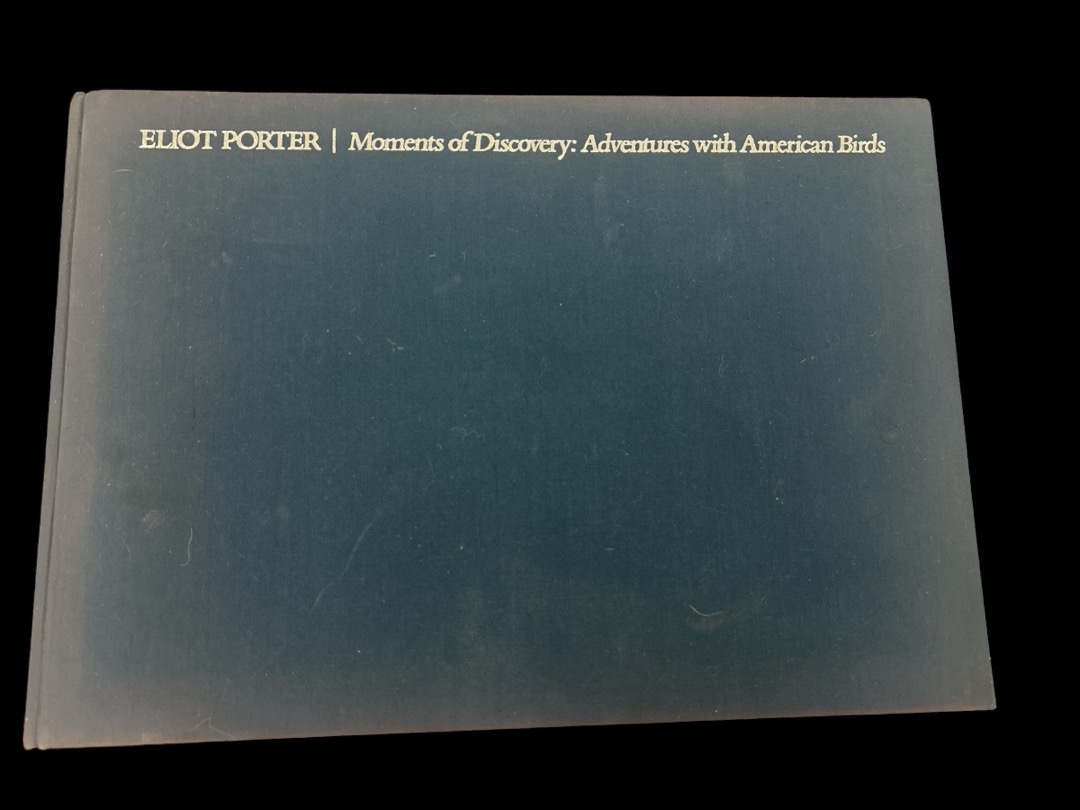 ELIOT PORTER | Moments of Discovery: Adventures with American Birds